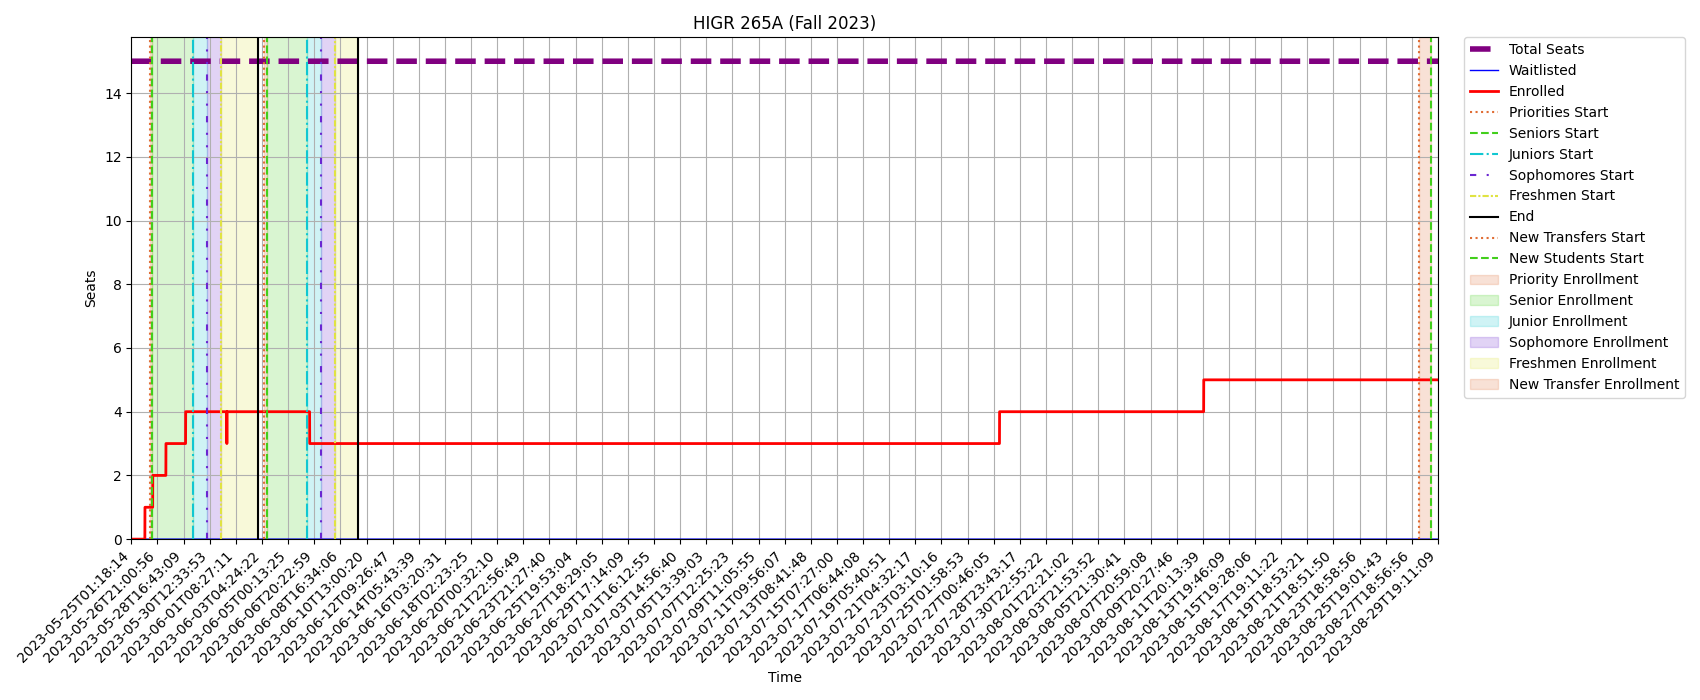 HIGR 265A (Fall 2023)
Seats
14
12
10
8
6
4
2
0
2023-05-25T01:18:14
2023-05-26T21:00:56
2023-05-28T16:43:09
2023-05-30T12:33:53
2023-06-01T08:27:11
2023-06-03T04:24:22
2023-06-05T00:13:25
2023-06-06T20:22:59
2023-06-08T16:34:06
2023-06-10T13:00:20
2023-06-12T09:26:47
2023-06-14T05:43:39
2023-06-16T03:20:31
2023-06-18T02:23:25
2023-06-20T00:32:10
2023-06-21T22:56:49
2023-06-23T21:27:40
2023-06-25T19:53:04
2023-06-27T18:29:05
2023-06-29T17:14:09
2023-07-01T16:12:55
2023-07-03T14:56:40
2023-07-05T13:39:03
2023-07-07T12:25:23
2023-07-09T11:05:55
2023-07-11T09:56:07
2023-07-13T08:41:48
2023-07-15T07:27:00
2023-07-17T06:44:08
2023-07-19T05:40:51
2023-07-21T04:32:17
2023-07-23T03:10:16
2023-07-25T01:58:53
2023-07-27T00:46:05
2023-07-28T23:43:17
2023-07-30T22:55:22
2023-08-01T22:21:02
2023-08-03T21:53:52
2023-08-05T21:30:41
2023-08-07T20:59:08
2023-08-09T20:27:46
2023-08-11T20:13:39
2023-08-13T19:46:09
2023-08-15T19:28:06
2023-08-17T19:11:22
2023-08-19T18:53:21
2023-08-21T18:51:50
2023-08-23T18:58:56
2023-08-25T19:01:43
2023-08-27T18:56:56
2023-08-29T19:11:09
Time
Total Seats
Waitlisted
Enrolled
Priorities Start
Seniors Start
Juniors Start
Sophomores Start
Freshmen Start
End
New Transfers Start
New Students Start
Priority Enrollment
Senior Enrollment
Junior Enrollment
Sophomore Enrollment
Freshmen Enrollment
New Transfer Enrollment